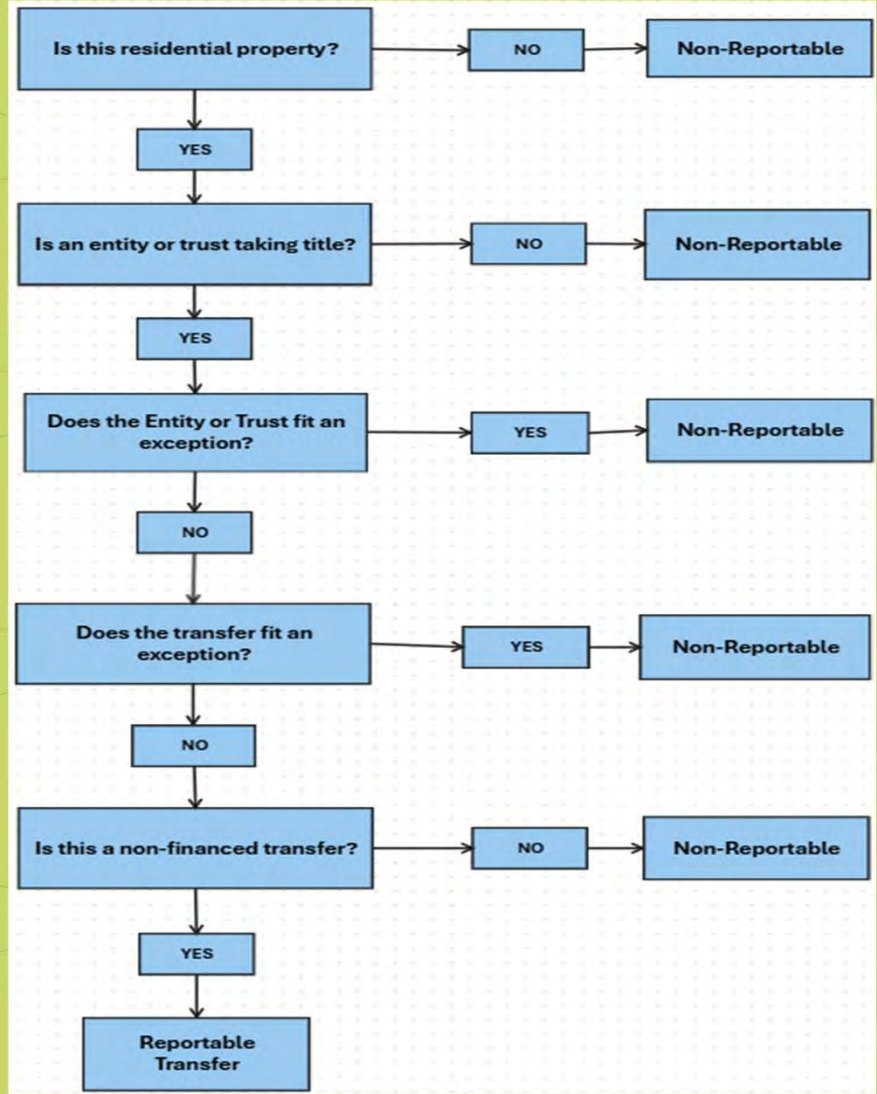 Is this residential property?
NO
Non-Reportable
YES
Is an entity or trust taking title?
NO
Non-Reportable
YES
Does the Entity or Trust fit an
exception?
YES
Non-Reportable
NO
Does the transfer fit an
exception?
YES
Non-Reportable
NO
Is this a non-financed transfer?
NO
Non-Reportable
YES
Reportable
Transfer